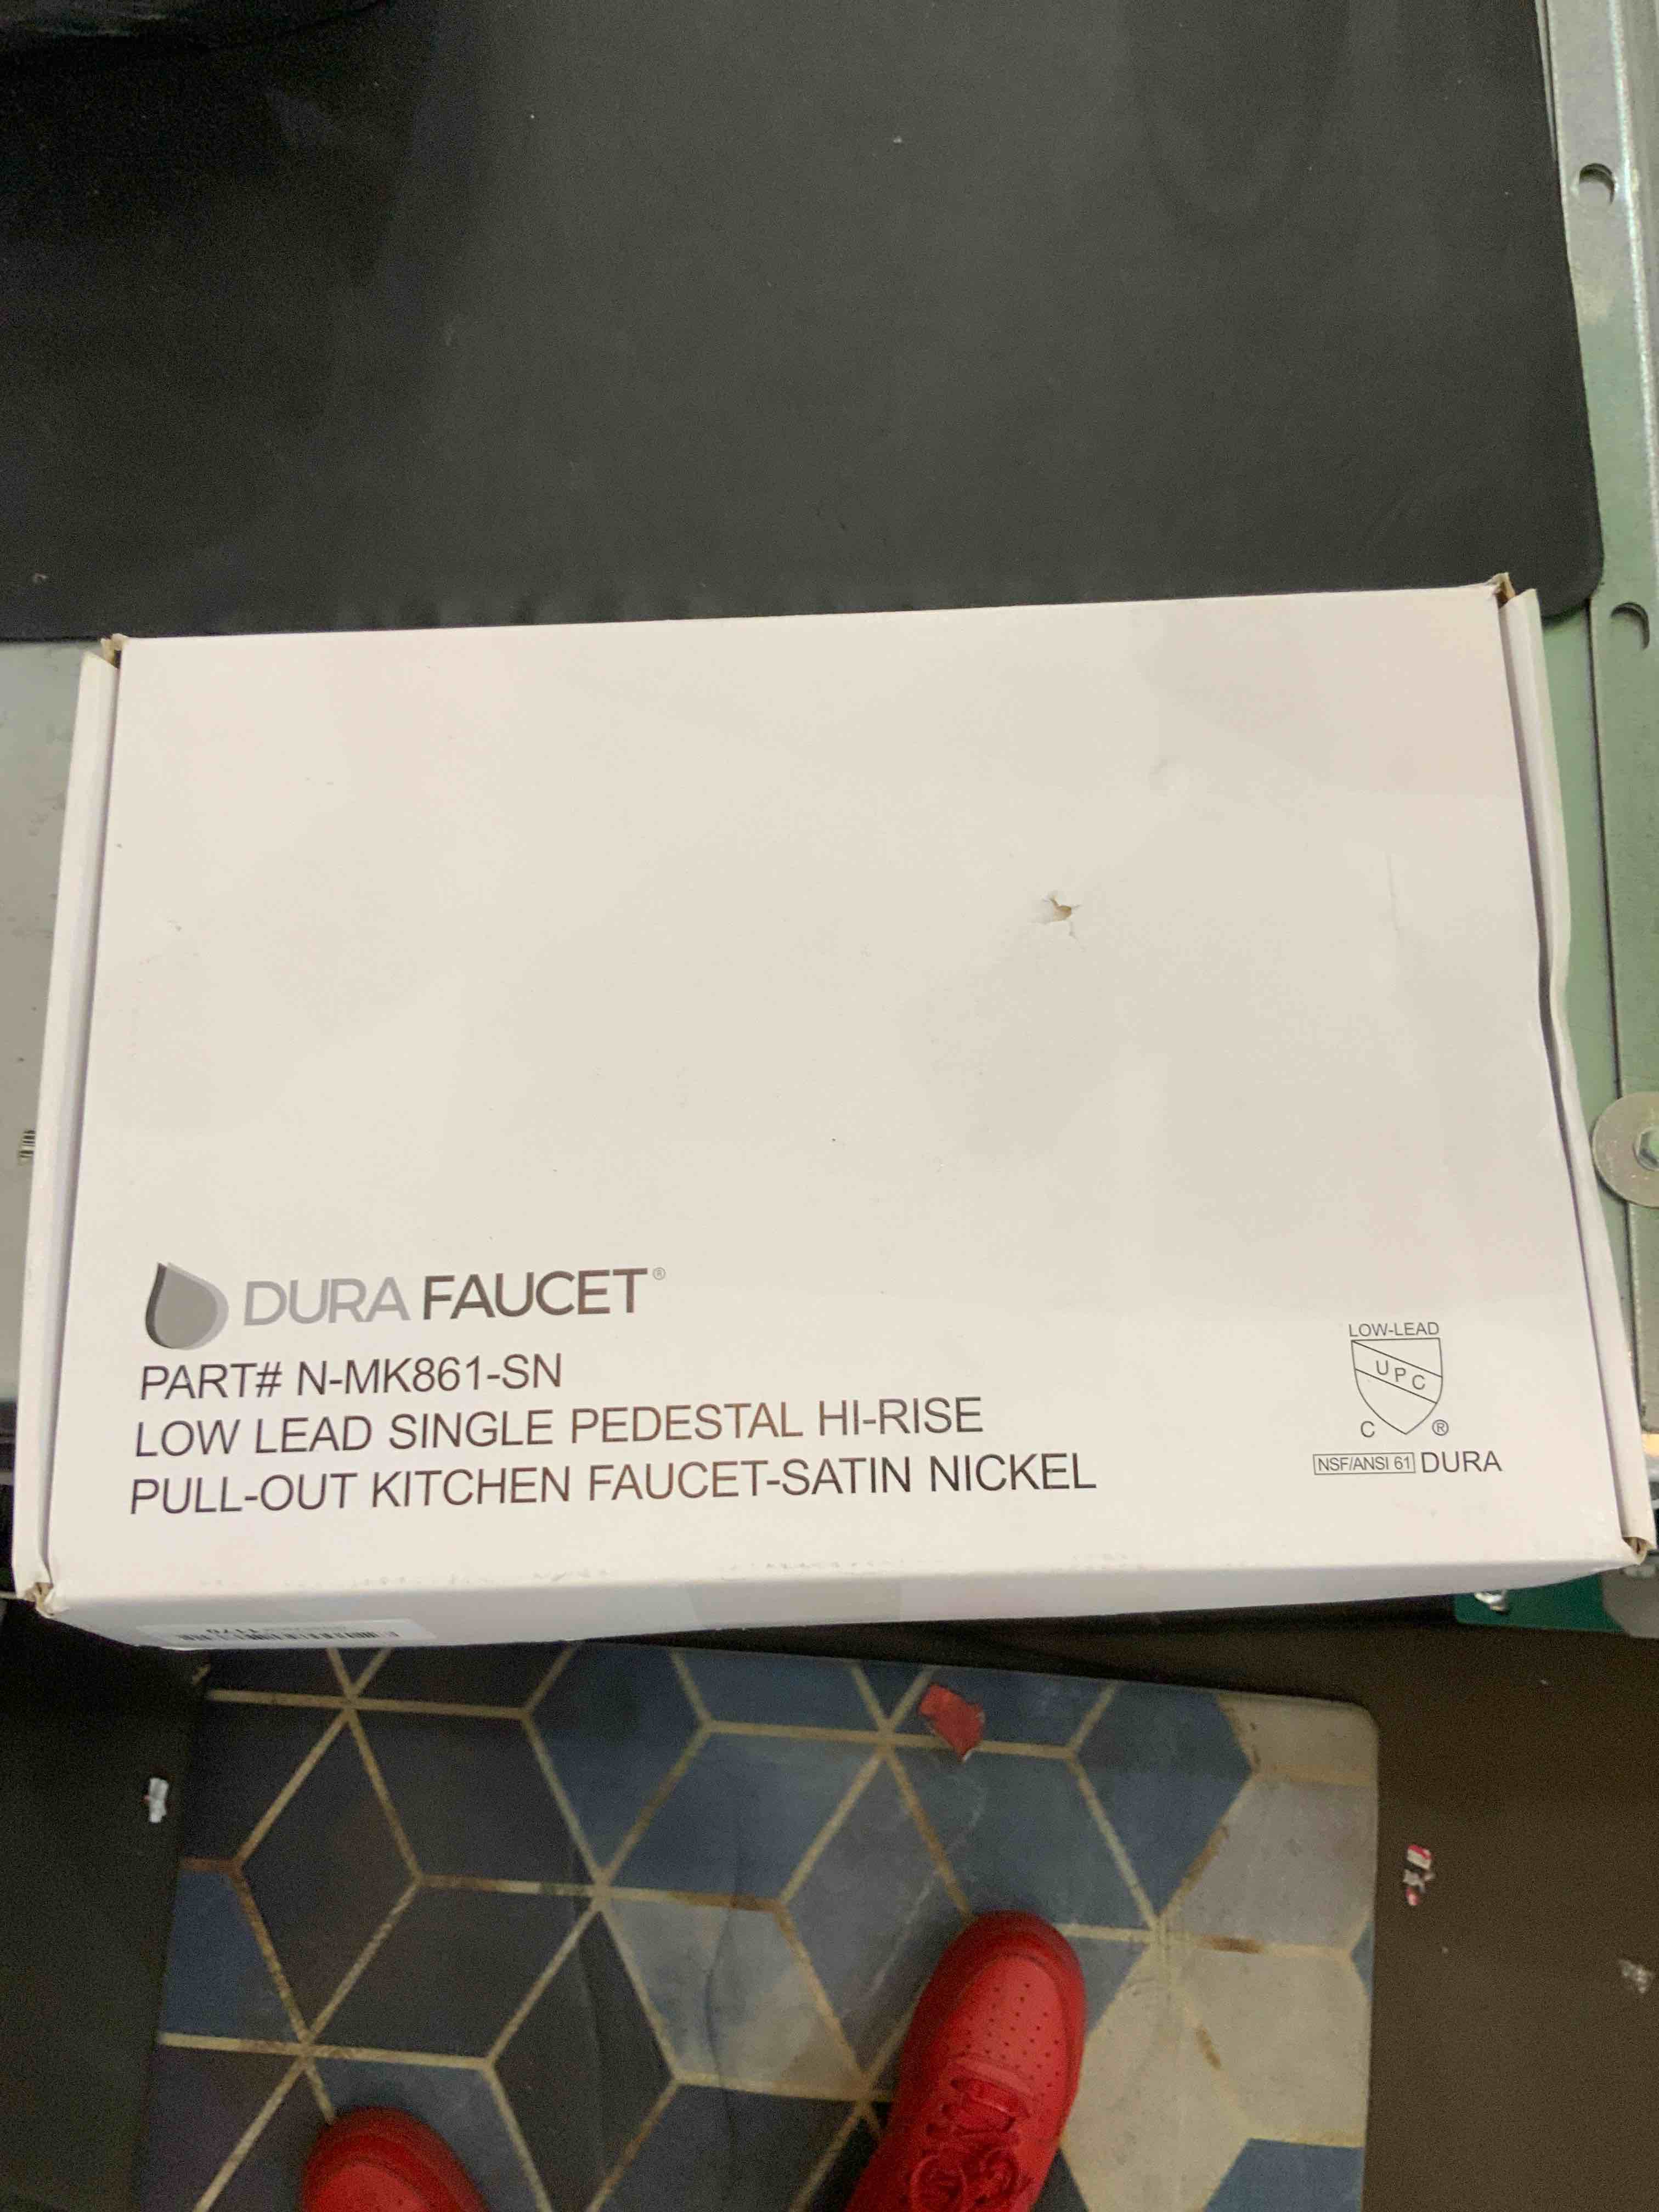 DURA FAUCET®
PART# N-MK861-SN
LOW LEAD SINGLE PEDESTAL HI-RISE
PULL-OUT KITCHEN FAUCET-SATIN NICKEL
LOW-LEAD
UPC
C ®
NSF/ANSI 61 DURA